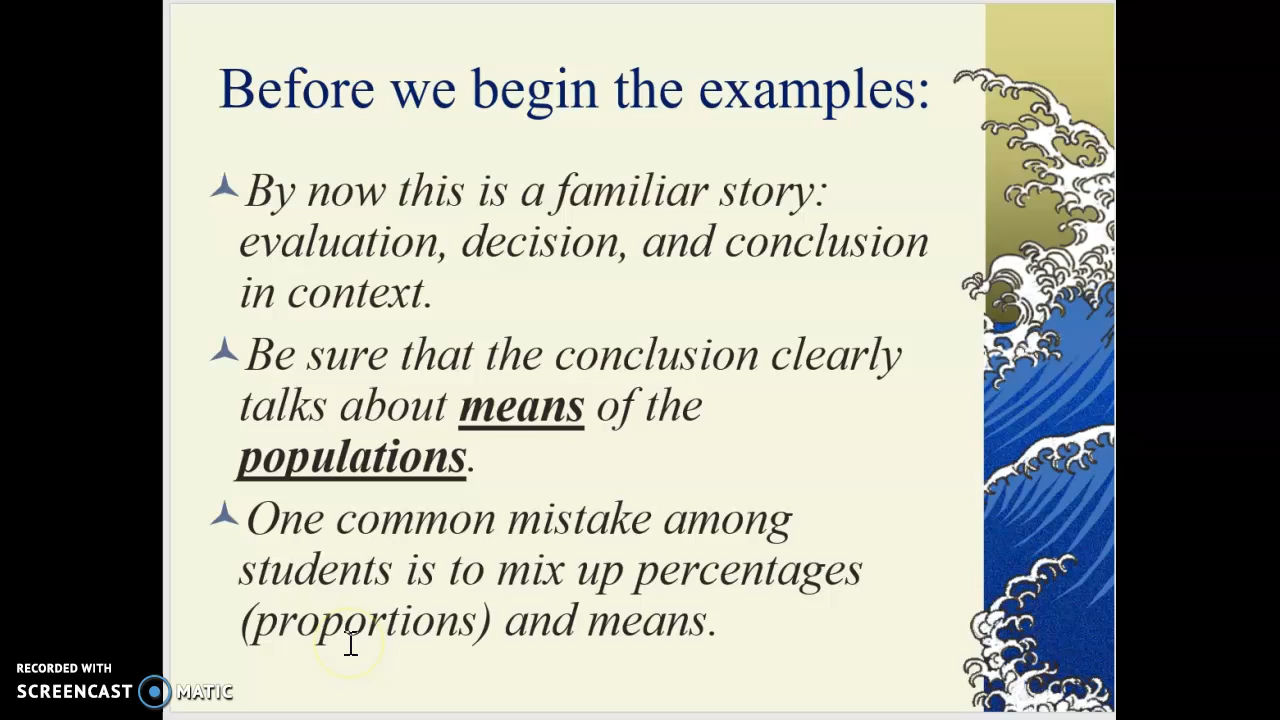 Before we begin the examples:
By now this is a familiar story:
evaluation, decision, and conclusion
in context.
Be sure that the conclusion clearly
talks about means of the
populations.
One common mistake among
students is to mix up percentages
(proportions) and means.
RECORDED WITH
SCREENCAST MATIC